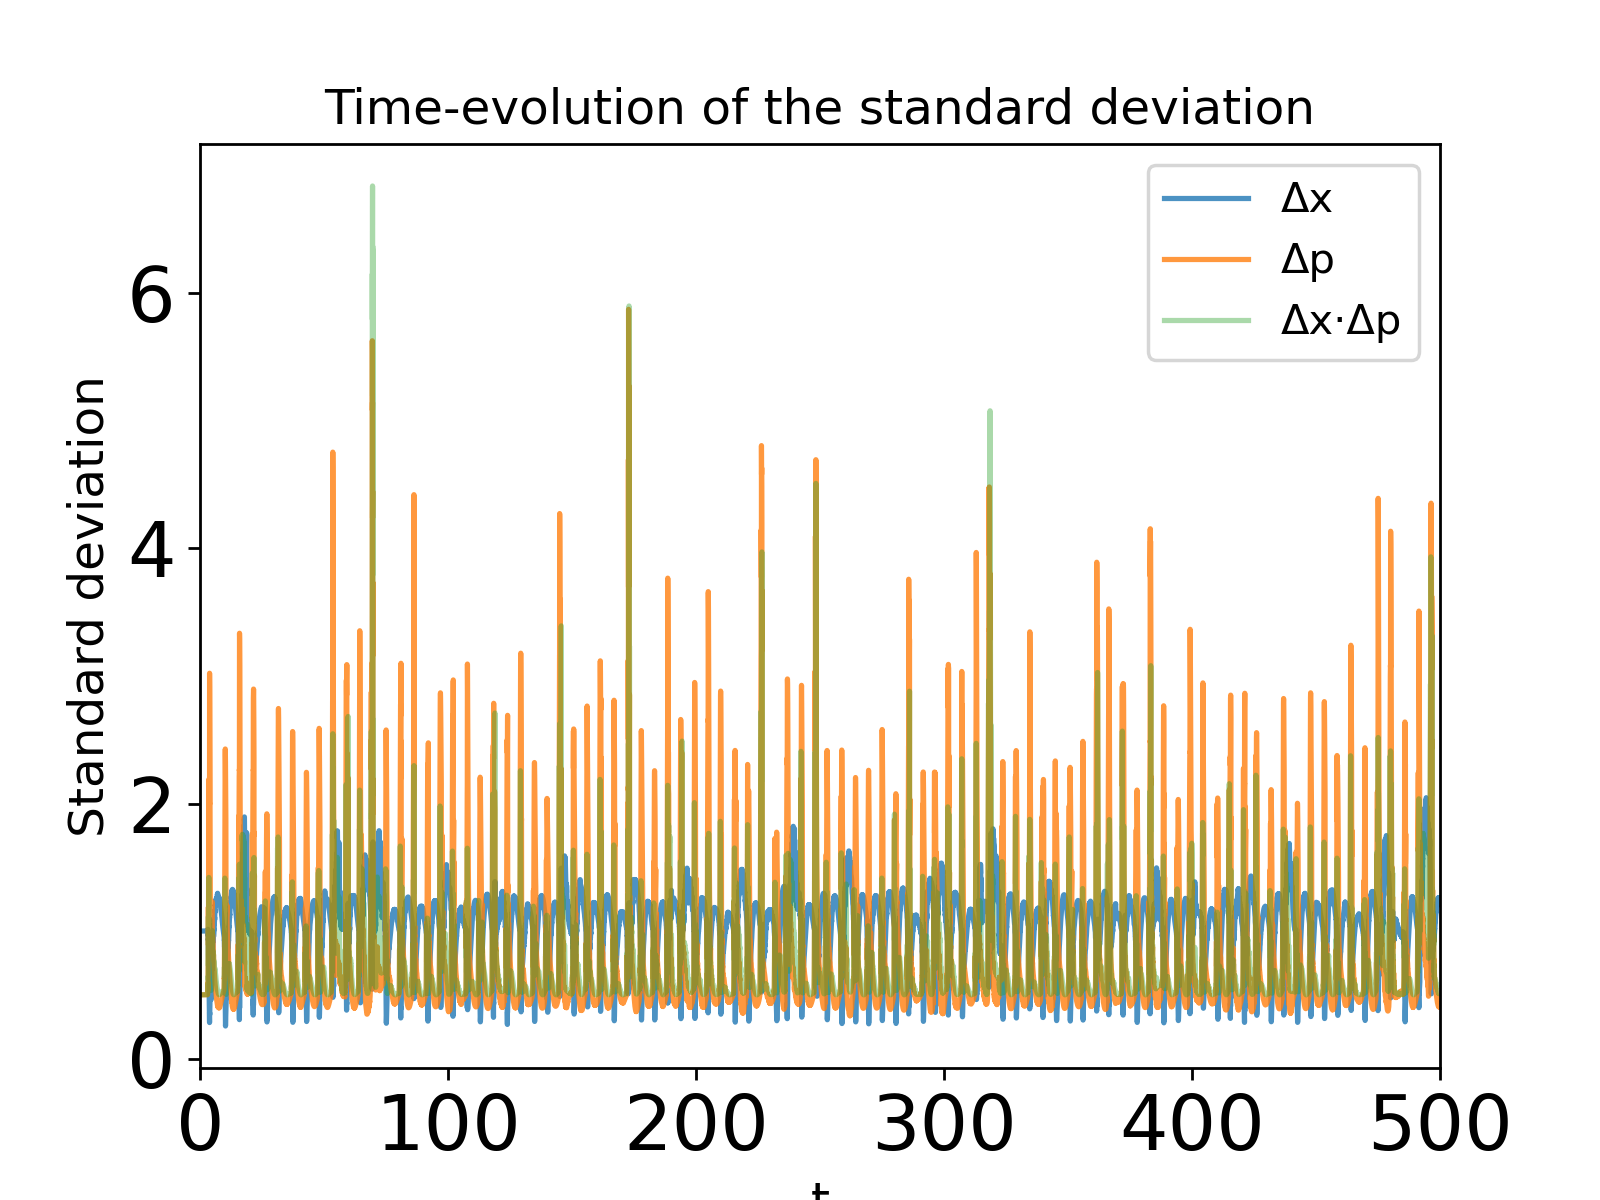 Time-evolution of the standard deviation
Δx
Δp
Δx·Δp
Standard deviation
6
4
2
0
0 100 200 300 400 500
t